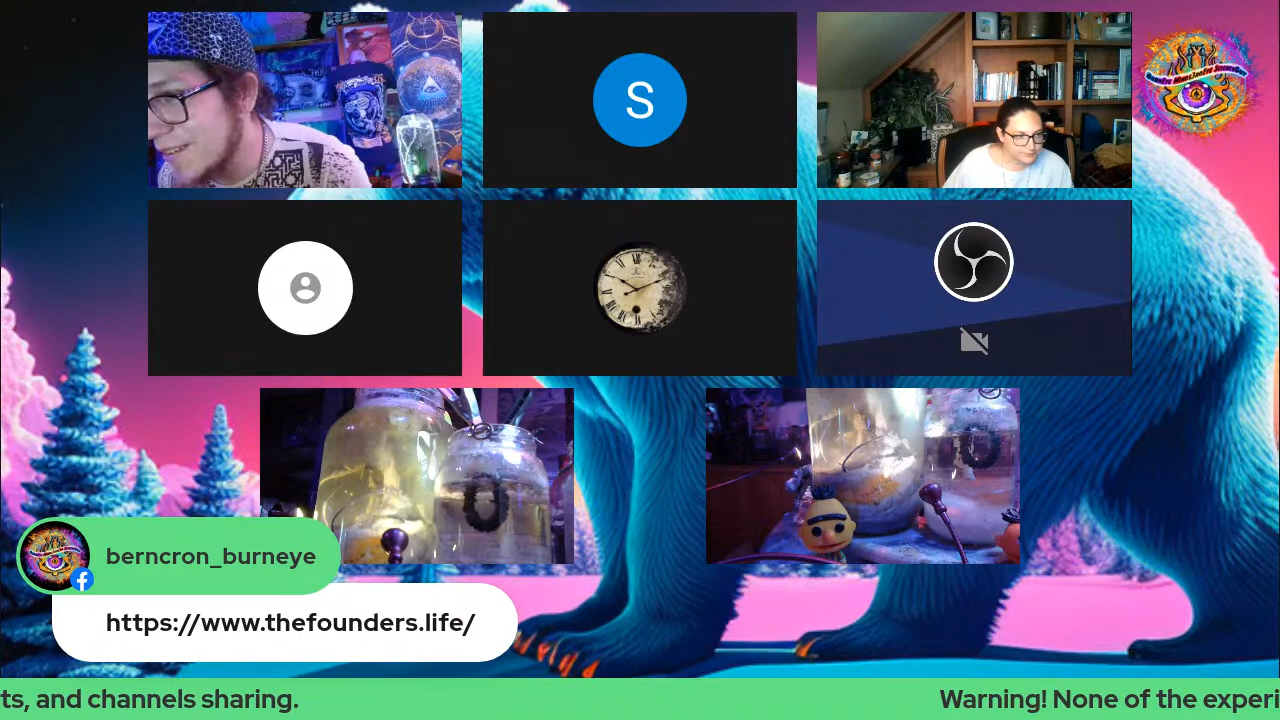 S
berncron_burneye
https://www.thefounders.life/
ts, and channels sharing.
Warning! None of the experi